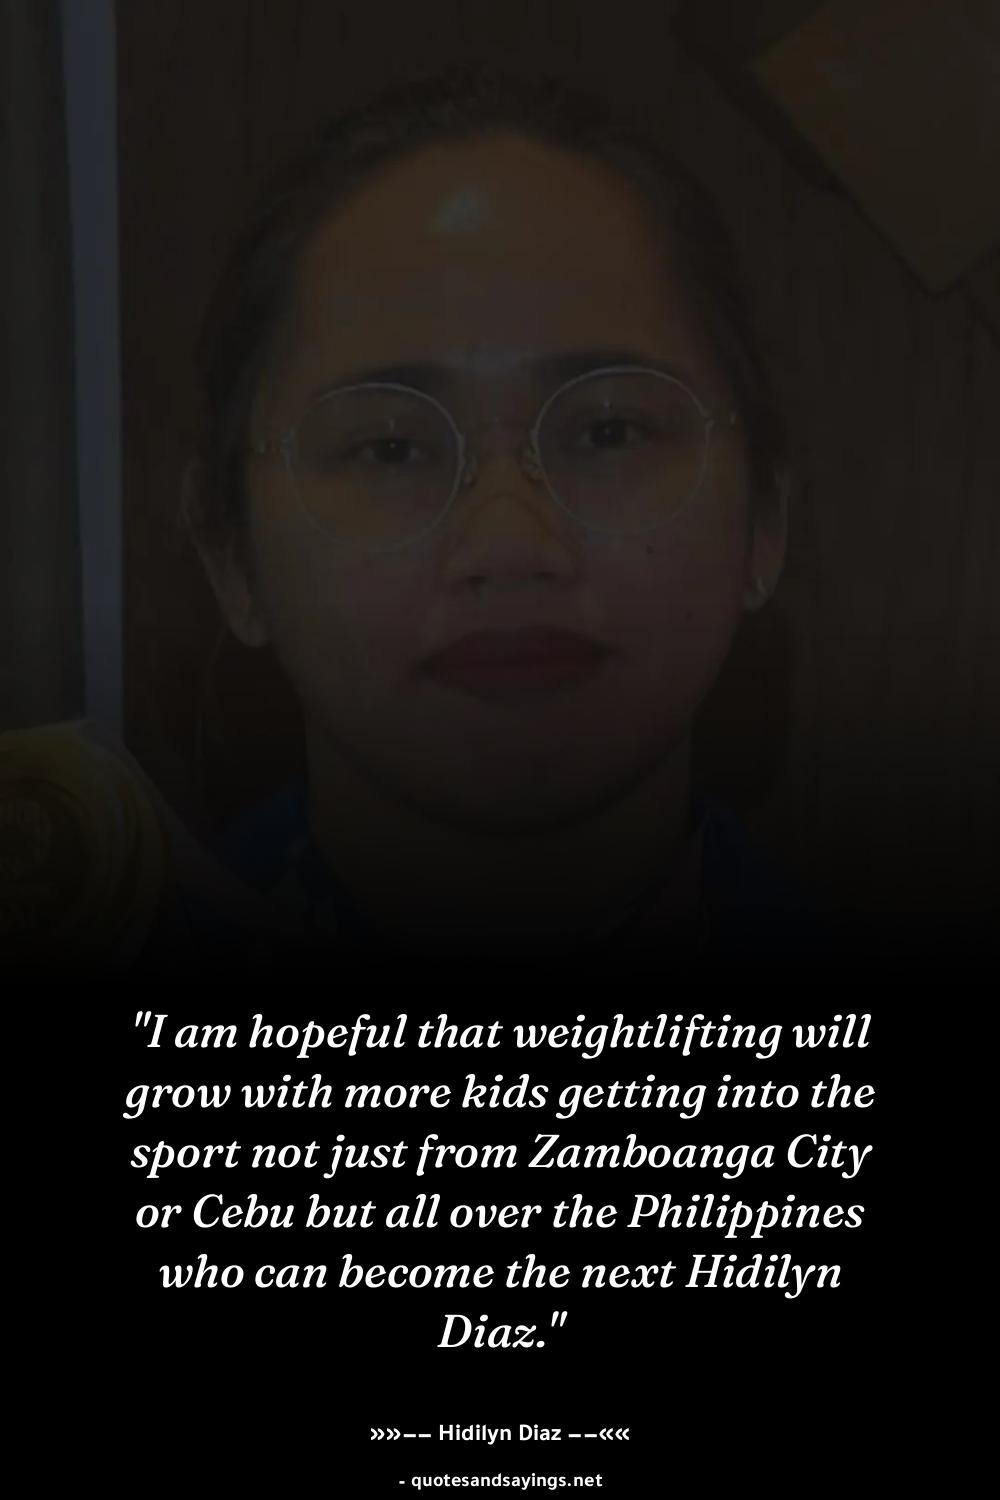 "I am hopeful that weightlifting will
grow with more kids getting into the
sport not just from Zamboanga City
or Cebu but all over the Philippines
who can become the next Hidilyn
Diaz."
»»–– Hidilyn Diaz ––««
- quotesandsayings.net